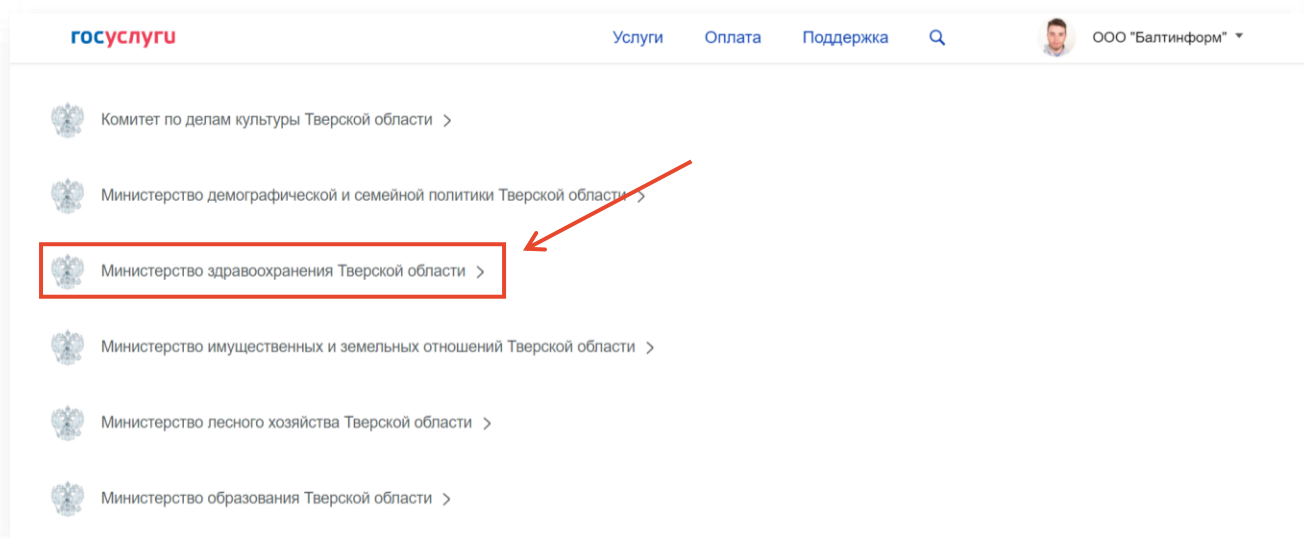 госуслуги Услуги Оплата Поддержка ООО "Балтинформ"
Комитет по делам культуры Тверской области
Министерство демографической и семейной политики Тверской области
Министерство здравоохранения Тверской области
Министерство имущественных и земельных отношений Тверской области
Министерство лесного хозяйства Тверской области
Министерство образования Тверской области